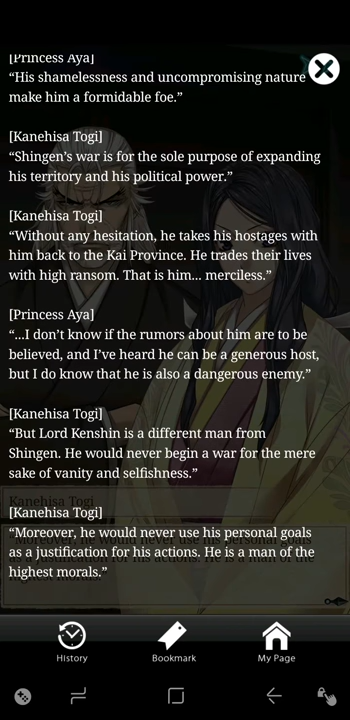 [Princess Aya]
“His shamelessness and uncompromising nature
make him a formidable foe.”
[Kanehisa Togi]
“Shingen’s war is for the sole purpose of expanding
his territory and his political power.”
[Kanehisa Togi]
“Without any hesitation, he takes his hostages with
him back to the Kai Province. He trades their lives
with high ransom. That is him... merciless.”
[Princess Aya]
“...I don’t know if the rumors about him are to be
believed, and I’ve heard he can be a generous host,
but I do know that he is also a dangerous enemy.”
[Kanehisa Togi]
“But Lord Kenshin is a different man from
Shingen. He would never begin a war for the mere
sake of vanity and selfishness.”
Kanehisa Togi
[Kanehisa Togi]
“Moreover, he would never use his personal goals
as a justification for his actions. He is a man of the
highest morals.”
History
Bookmark
My Page